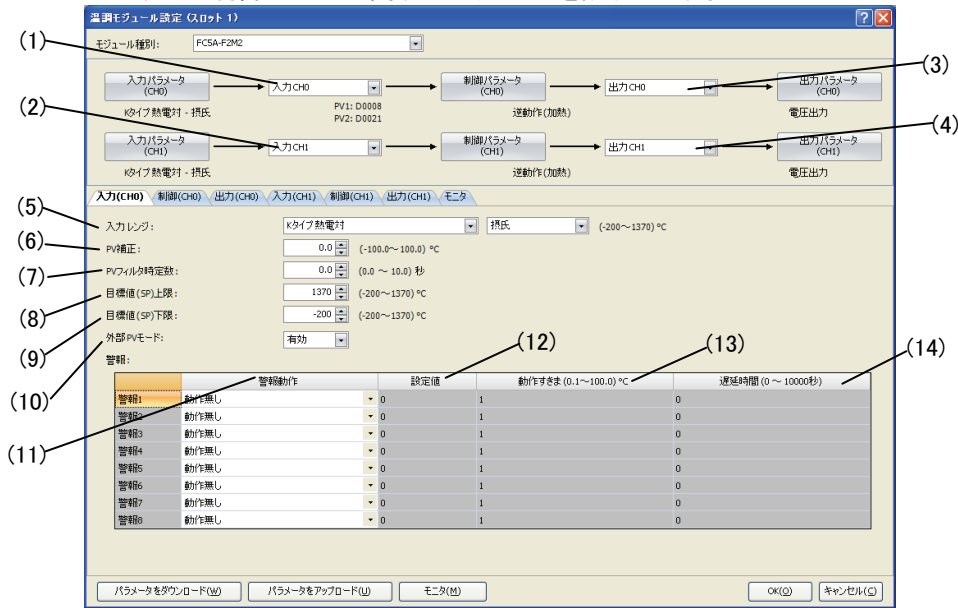 温調モジュール設定 (スロット 1)
モジュール種別: FC5A-F2M2
(1)
(2)
(3)
(4)
入力パラメータ (CH0)
入力 CH0
制御パラメータ (CH0)
出力 CH0
出力パラメータ (CH0)
Kタイプ熱電対 - 摂氏
PV1: D0008
PV2: D0021
逆動作(加熱)
電圧出力
入力パラメータ (CH1)
入力 CH1
制御パラメータ (CH1)
出力 CH1
出力パラメータ (CH1)
Kタイプ熱電対 - 摂氏
逆動作(加熱)
電圧出力
入力(CH0) 制御(CH0) 出力(CH0) 入力(CH1) 制御(CH1) 出力(CH1) モニタ
(5) 入力レンジ: Kタイプ熱電対 摂氏 (-200~1370) °C
(6) PV補正: 0.0 (-100.0~100.0) °C
(7) PVフィルタ時定数: 0.0 (0.0 ~ 10.0) 秒
(8) 目標値(SP)上限: 1370 (-200~1370) °C
(9) 目標値(SP)下限: -200 (-200~1370) °C
(10) 外部PVモード: 有効
警報:
(11)
(12)
(13)
(14)
警報動作 設定値 動作すきま (0.1~100.0) °C 遅延時間 (0 ~ 10000秒)
警報1 動作無し 0 1 0
警報2 動作無し 0 1 0
警報3 動作無し 0 1 0
警報4 動作無し 0 1 0
警報5 動作無し 0 1 0
警報6 動作無し 0 1 0
警報7 動作無し 0 1 0
警報8 動作無し 0 1 0
パラメータをダウンロード(W) パラメータをアップロード(U) モニタ(M) OK(O) キャンセル(C)